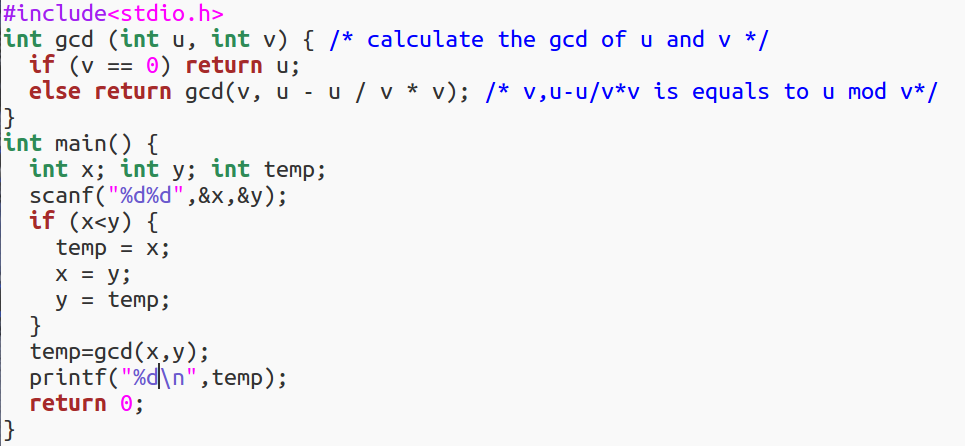 #include<stdio.h>
int gcd (int u, int v) { /* calculate the gcd of u and v */
  if (v == 0) return u;
  else return gcd(v, u - u / v * v); /* v,u-u/v*v is equals to u mod v*/
}
int main() {
  int x; int y; int temp;
  scanf("%d%d",&x,&y);
  if (x<y) {
    temp = x;
    x = y;
    y = temp;
  }
  temp=gcd(x,y);
  printf("%d\n",temp);
  return 0;
}